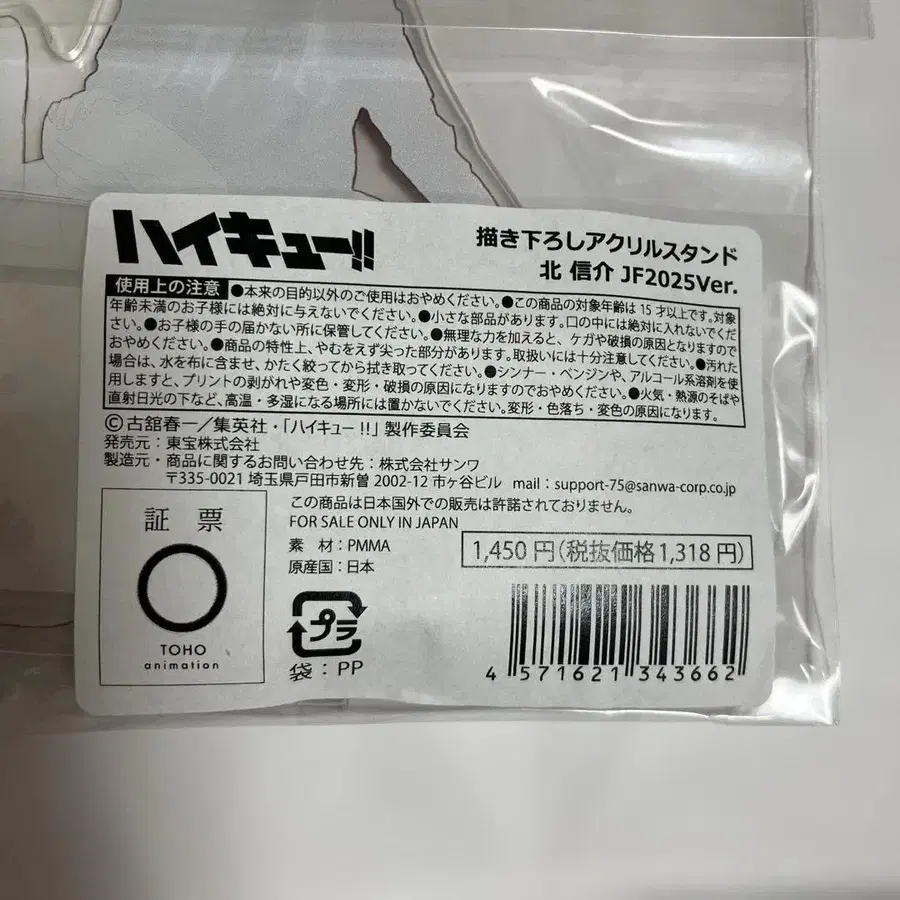 ハイキュー!!
描き下ろしアクリルスタンド
北 信介 JF2025Ver.
使用上の注意 ●本来の目的以外のご使用はおやめください。●この商品の対象年齢は15才以上です。対象
年齢未満のお子様には絶対に与えないでください。●小さな部品があります。口の中には絶対に入れないでくだ
さい。●お子様の手の届かない所に保管してください。●無理な力を加えると、ケガや破損の原因となりますので
おやめください。●商品の特性上、やむをえず尖った部分があります。取扱いには十分注意してください。●汚れた
場合は、水を布に含ませ、かたく絞ってから拭き取ってください。●シンナー・ベンジンや、アルコール系溶剤を使
用しますと、プリントの剥がれや変色・変形・破損の原因になりますのでおやめください。●火気・熱源のそばや
直射日光の下など、高温・多湿になる場所には置かないでください。変形・色落ち・変色の原因になります。
©古舘春一／集英社・「ハイキュー!!」製作委員会
発売元：東宝株式会社
製造元・商品に関するお問い合わせ先：株式会社サンワ
〒335-0021 埼玉県戸田市新曽 2002-12 市ヶ谷ビル mail：support-75@sanwa-corp.co.jp
この商品は日本国外での販売は許諾されておりません。
FOR SALE ONLY IN JAPAN
素 材：PMMA
原産国：日本
1,450円(税抜価格1,318円)
証票
TOHO
animation
プラ
袋：PP
4 571621 343662